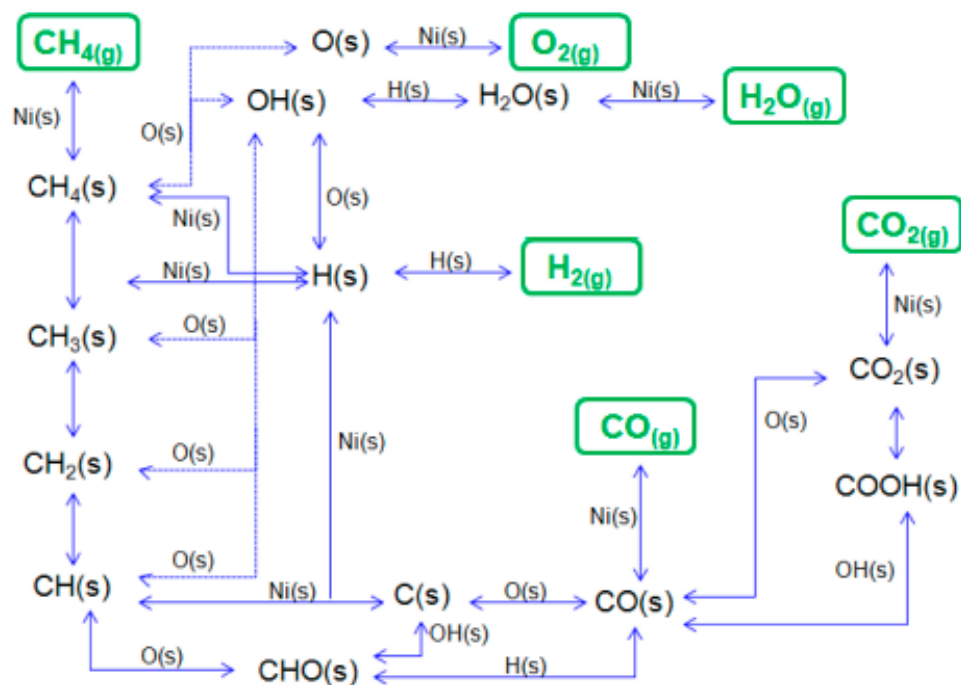 CH₄(g) O(s) Ni(s) O₂(g)
OH(s) H(s) H₂O(s) Ni(s) H₂O(g)
Ni(s) O(s)
CH₄(s) Ni(s) O(s)
CO₂(g)
Ni(s) H(s) H(s) H₂(g)
Ni(s)
CH₃(s) O(s)
CO₂(s)
CO(g) O(s)
Ni(s)
CH₂(s) O(s)
COOH(s)
Ni(s)
O(s) OH(s)
CH(s) Ni(s) C(s) O(s) CO(s)
OH(s)
O(s) CHO(s) H(s)